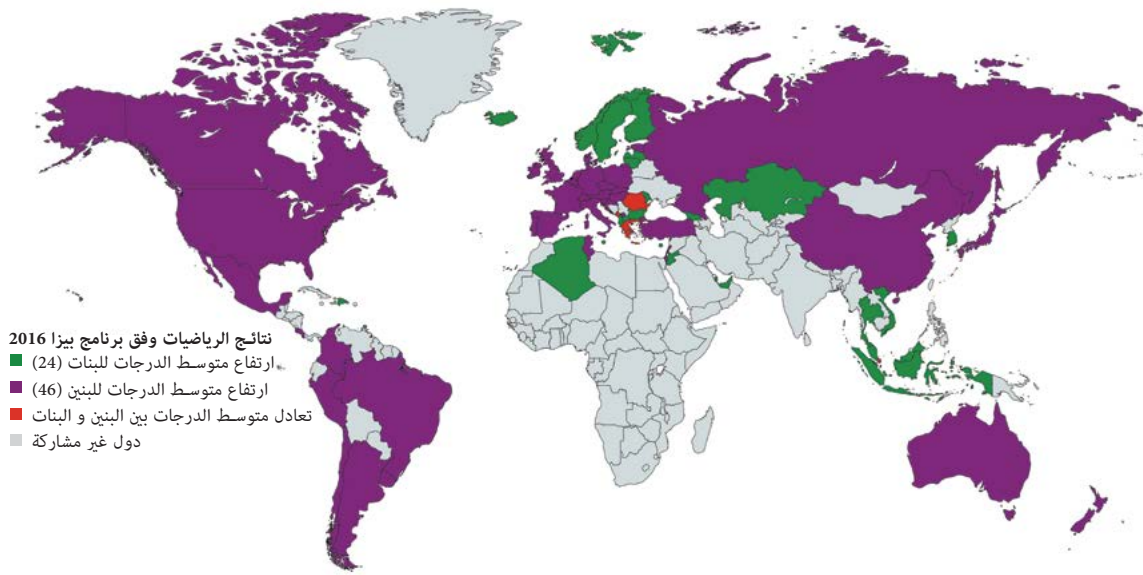 نتائج الرياضيات وفق برنامج بيزا 2016
ارتفاع متوسط الدرجات للبنات (24)
ارتفاع متوسط الدرجات للبنين (46)
تعادل متوسط الدرجات بين البنين و البنات
دول غير مشاركة